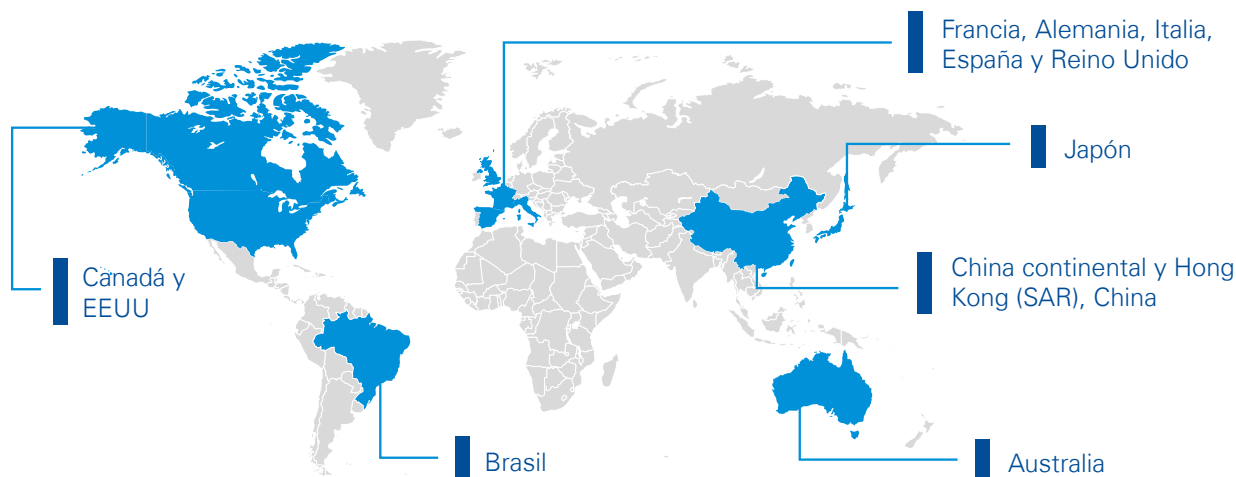 Francia, Alemania, Italia,
España y Reino Unido
Japón
Canadá y
EEUU
China continental y Hong
Kong (SAR), China
Brasil
Australia